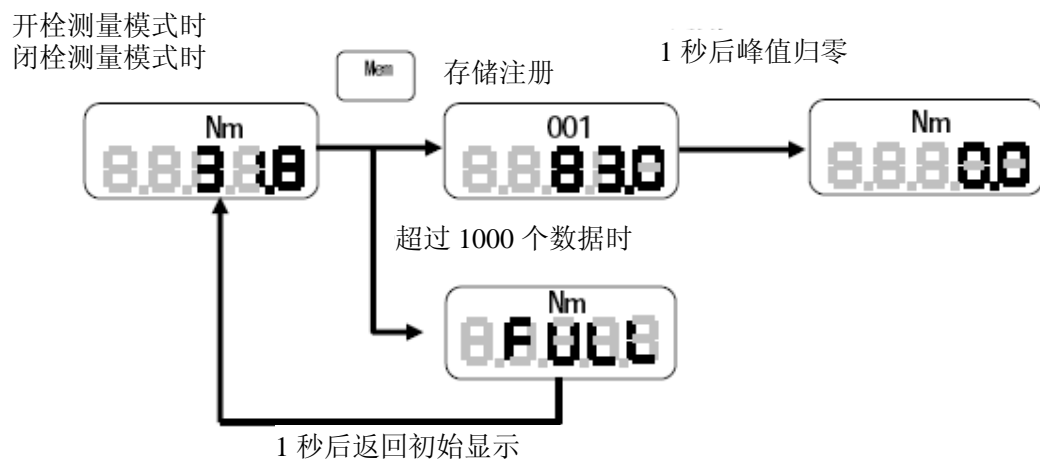 开栓测量模式时
闭栓测量模式时
1 秒后峰值归零
Mem
存储注册
Nm
31.8
001
83.0
Nm
0.0
超过 1000 个数据时
Nm
FULL
1 秒后返回初始显示